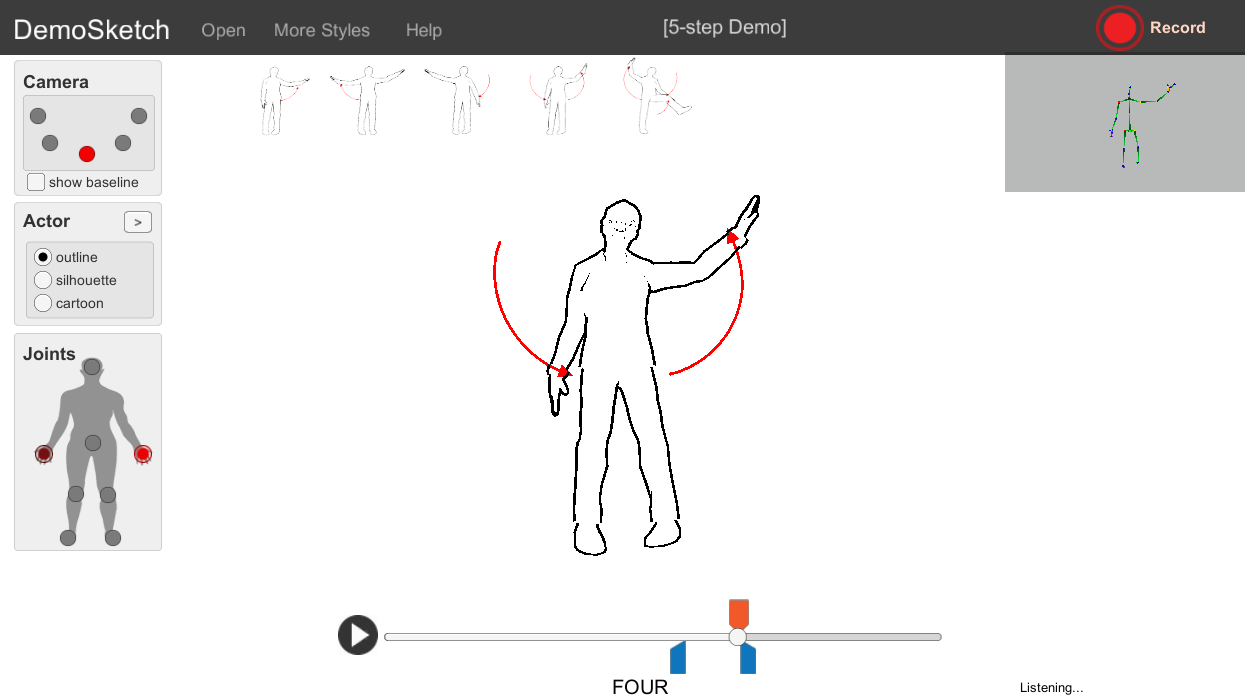 DemoSketch
Open
More Styles
Help
[5-step Demo]
Record
Camera
show baseline
Actor
>
outline
silhouette
cartoon
Joints
FOUR
Listening...